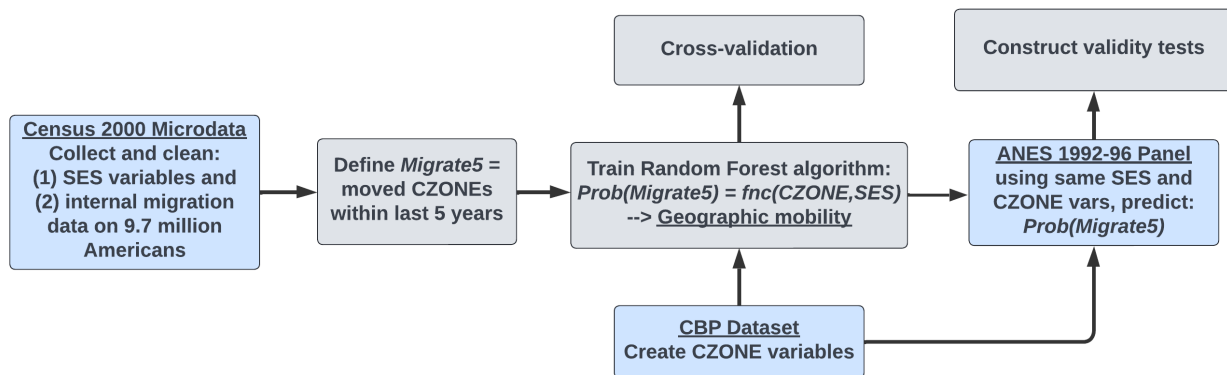 Cross-validation
Construct validity tests
Census 2000 Microdata
Collect and clean:
(1) SES variables and
(2) internal migration
data on 9.7 million
Americans
Define Migrate5 =
moved CZONEs
within last 5 years
Train Random Forest algorithm:
Prob(Migrate5) = fnc(CZONE,SES)
--> Geographic mobility
ANES 1992-96 Panel
using same SES and
CZONE vars, predict:
Prob(Migrate5)
CBP Dataset
Create CZONE variables